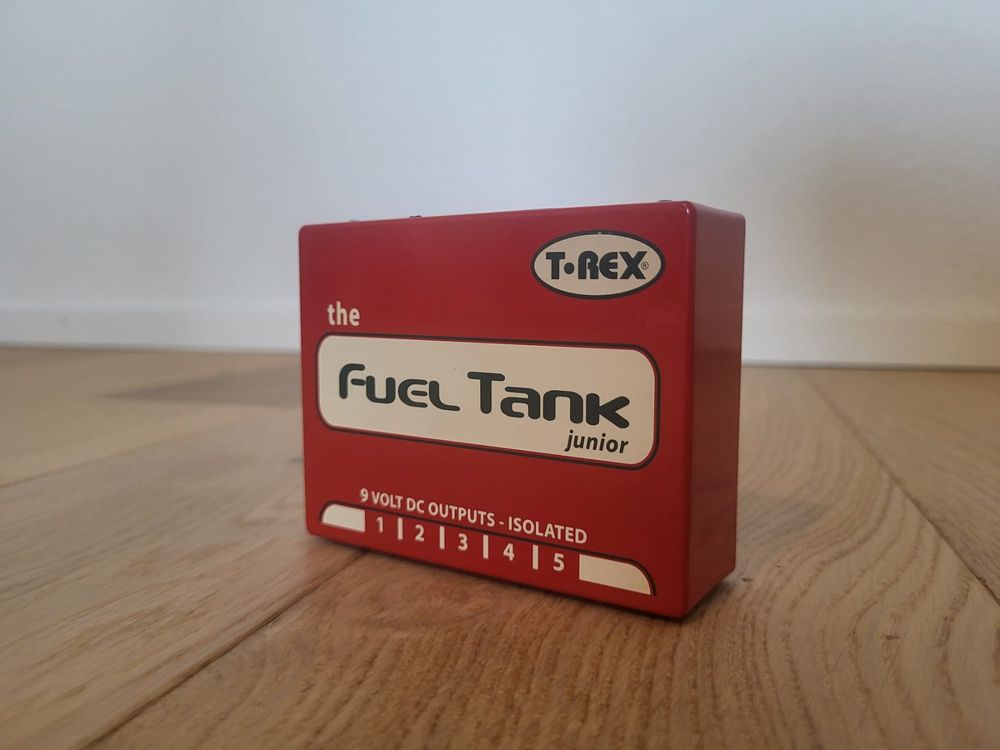 T•REX®
the
Fuel Tank
junior
9 VOLT DC OUTPUTS - ISOLATED
1 | 2 | 3 | 4 | 5